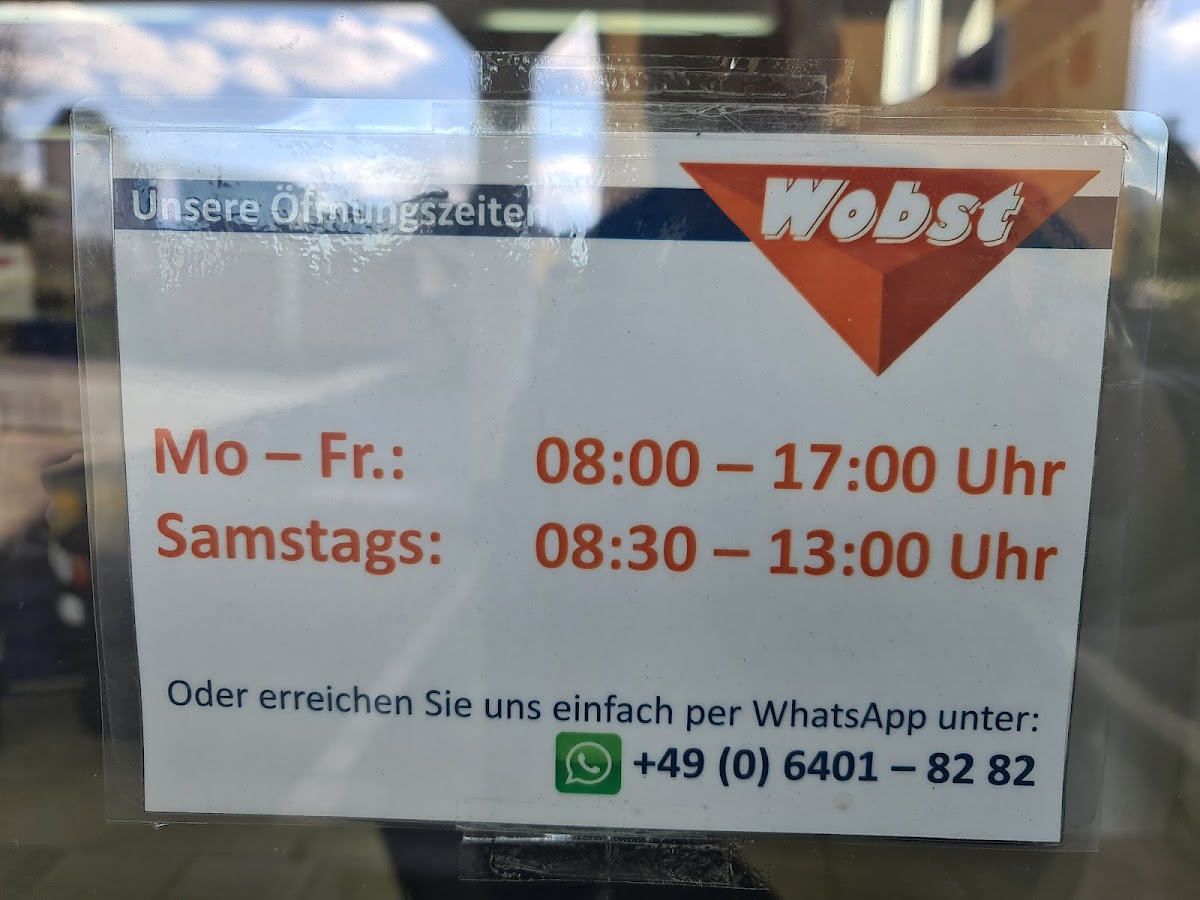 Unsere Öffnungszeiten
Wobst
Mo – Fr.: 08:00 – 17:00 Uhr
Samstags: 08:30 – 13:00 Uhr
Oder erreichen Sie uns einfach per WhatsApp unter:
+49 (0) 6401 – 82 82